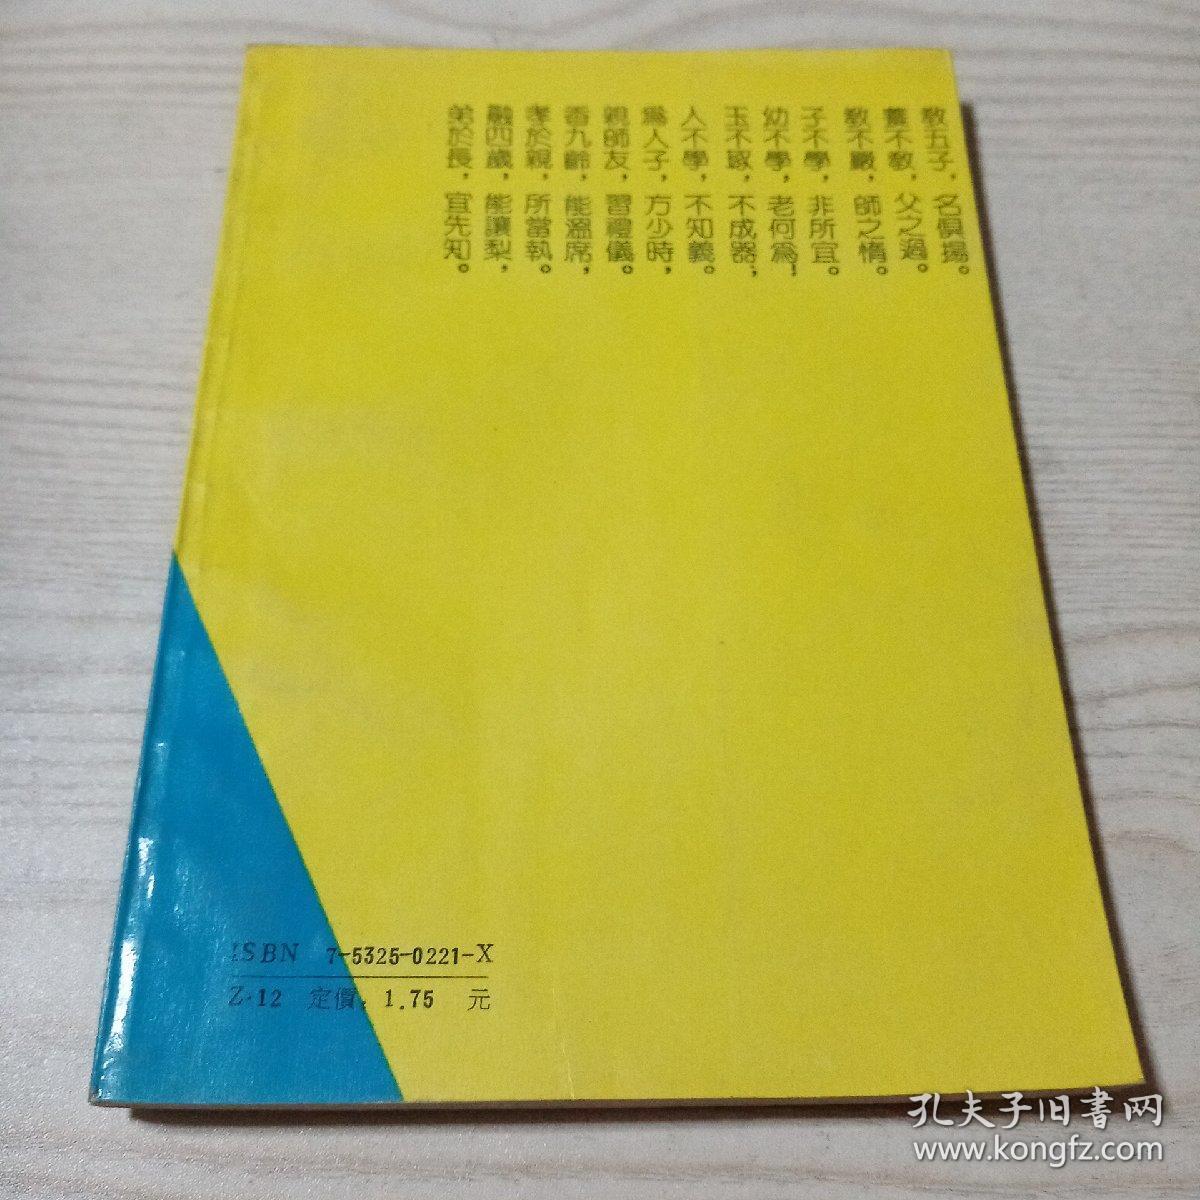 教五子，名俱揚。
養不教，父之過。
教不嚴，師之惰。
子不學，非所宜。
幼不學，老何爲！
玉不琢，不成器，
人不學，不知義。
爲人子，方少時，
親師友，習禮儀。
香九齡，能溫席，
孝於親，所當執。
融四歲，能讓梨，
弟於長，宜先知。
ISBN 7-5325-0221-X
Z·12 定價：1.75 元
孔夫子旧書网
www.kongfz.com